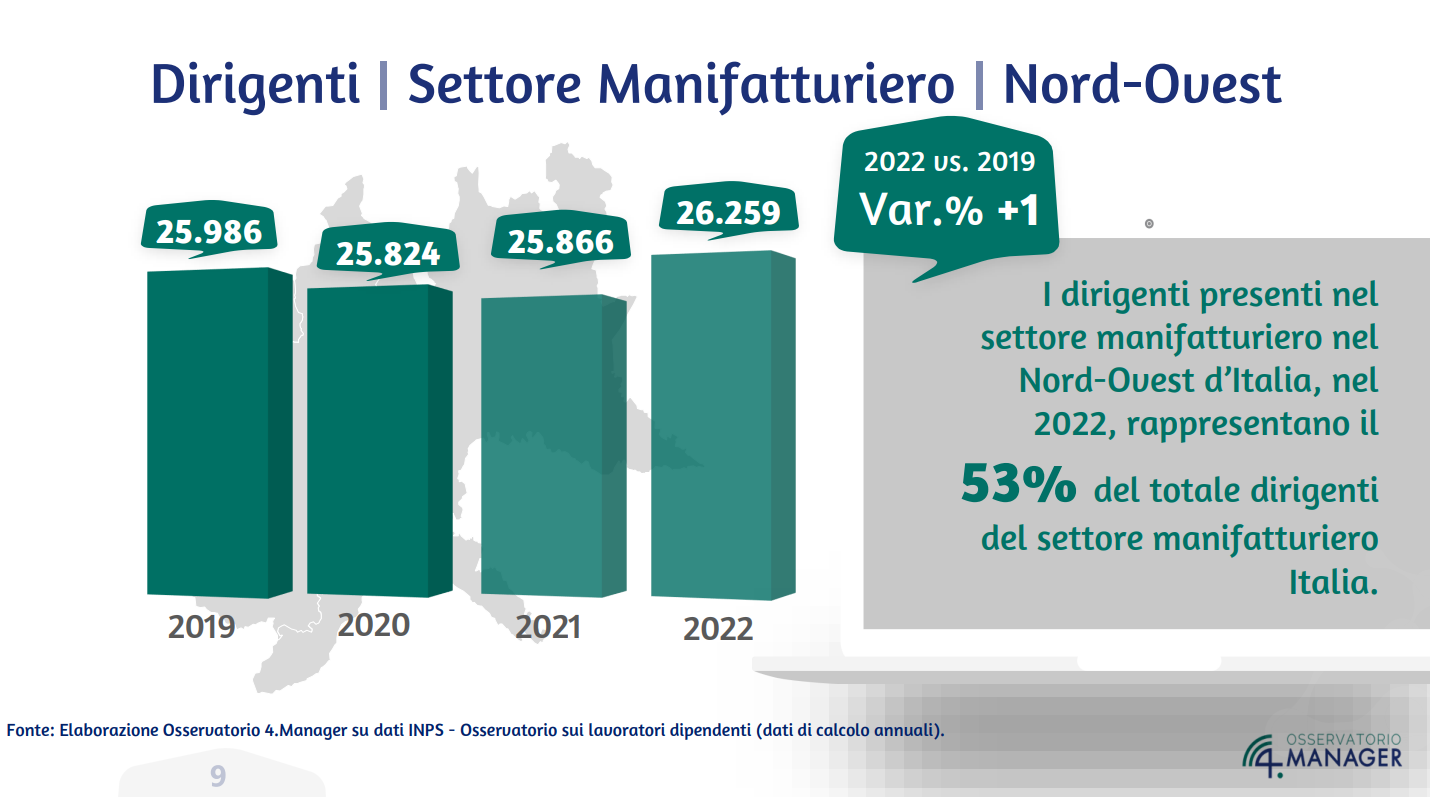 Dirigenti | Settore Manifatturiero | Nord-Ovest
2022 vs. 2019
Var.% +1
25.986
25.824
25.866
26.259
2019
2020
2021
2022
I dirigenti presenti nel
settore manifatturiero nel
Nord-Ovest d’Italia, nel
2022, rappresentano il
53% del totale dirigenti
del settore manifatturiero
Italia.
Fonte: Elaborazione Osservatorio 4.Manager su dati INPS - Osservatorio sui lavoratori dipendenti (dati di calcolo annuali).
9
OSSERVATORIO
4.MANAGER